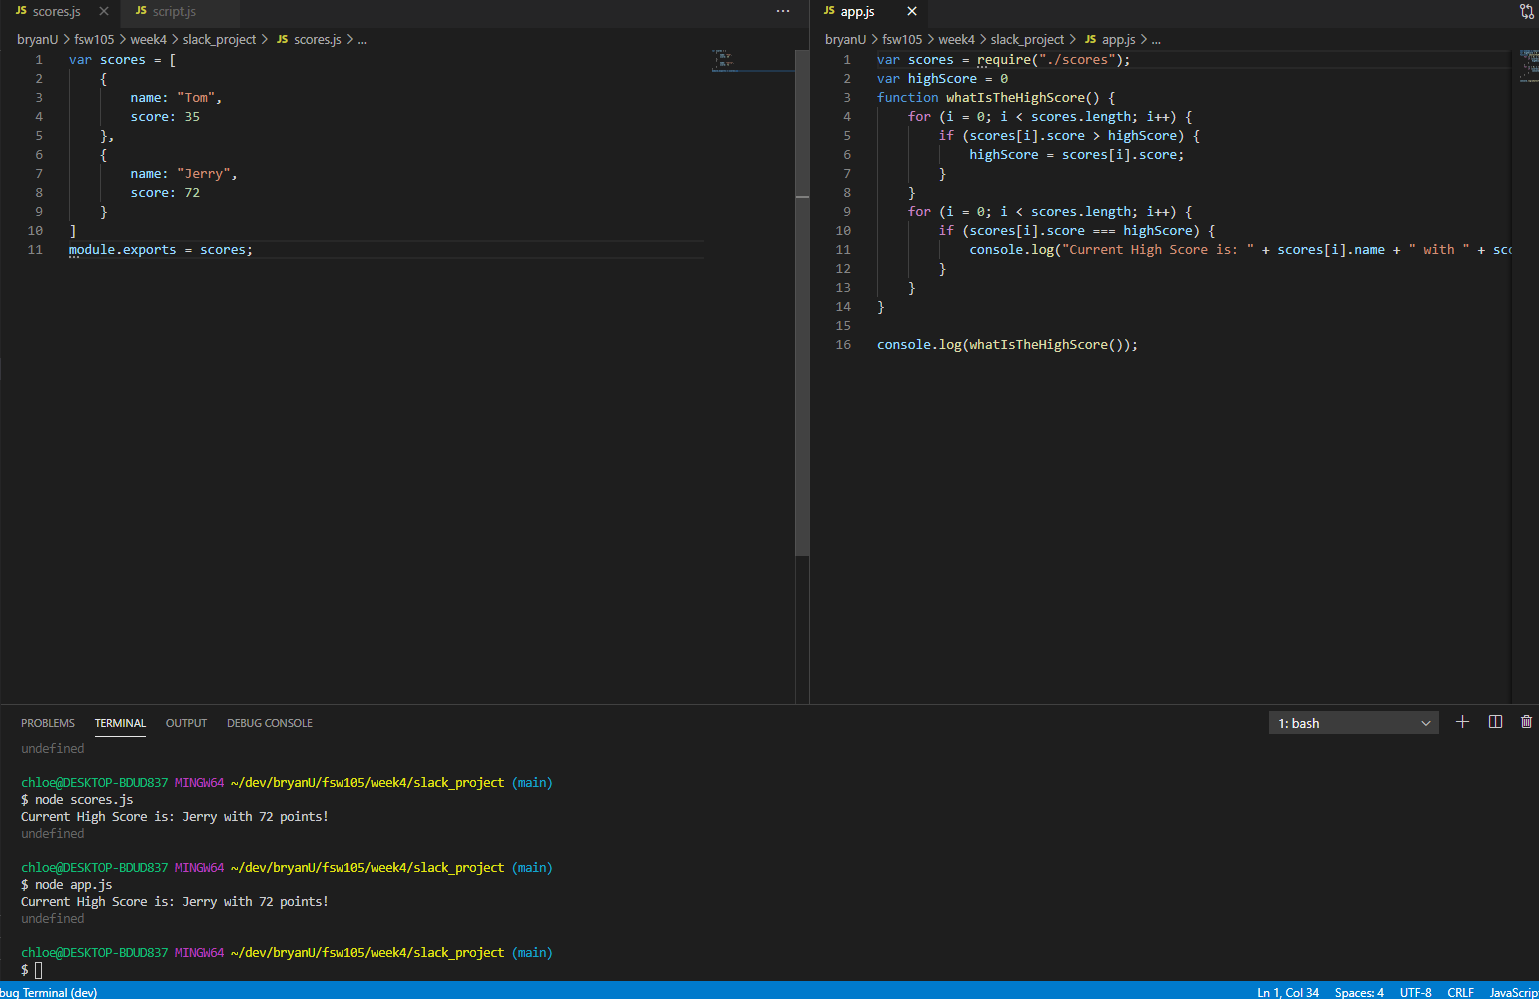 JS scores.js ×
JS script.js
...
bryanU > fsw105 > week4 > slack_project > JS scores.js > ...
1 var scores = [
2     {
3         name: "Tom",
4         score: 35
5     },
6     {
7         name: "Jerry",
8         score: 72
9     }
10 ]
11 module.exports = scores;
JS app.js ×
bryanU > fsw105 > week4 > slack_project > JS app.js > ...
1 var scores = require("./scores");
2 var highScore = 0
3 function whatIsTheHighScore() {
4     for (i = 0; i < scores.length; i++) {
5         if (scores[i].score > highScore) {
6             highScore = scores[i].score;
7         }
8     }
9     for (i = 0; i < scores.length; i++) {
10         if (scores[i].score === highScore) {
11             console.log("Current High Score is: " + scores[i].name + " with " + sco
12         }
13     }
14 }
15
16 console.log(whatIsTheHighScore());
PROBLEMS TERMINAL OUTPUT DEBUG CONSOLE
1: bash
undefined
chloe@DESKTOP-BDUD837 MINGW64 ~/dev/bryanU/fsw105/week4/slack_project (main)
$ node scores.js
Current High Score is: Jerry with 72 points!
undefined
chloe@DESKTOP-BDUD837 MINGW64 ~/dev/bryanU/fsw105/week4/slack_project (main)
$ node app.js
Current High Score is: Jerry with 72 points!
undefined
chloe@DESKTOP-BDUD837 MINGW64 ~/dev/bryanU/fsw105/week4/slack_project (main)
$
bug Terminal (dev)
Ln 1, Col 34 Spaces: 4 UTF-8 CRLF JavaScrip